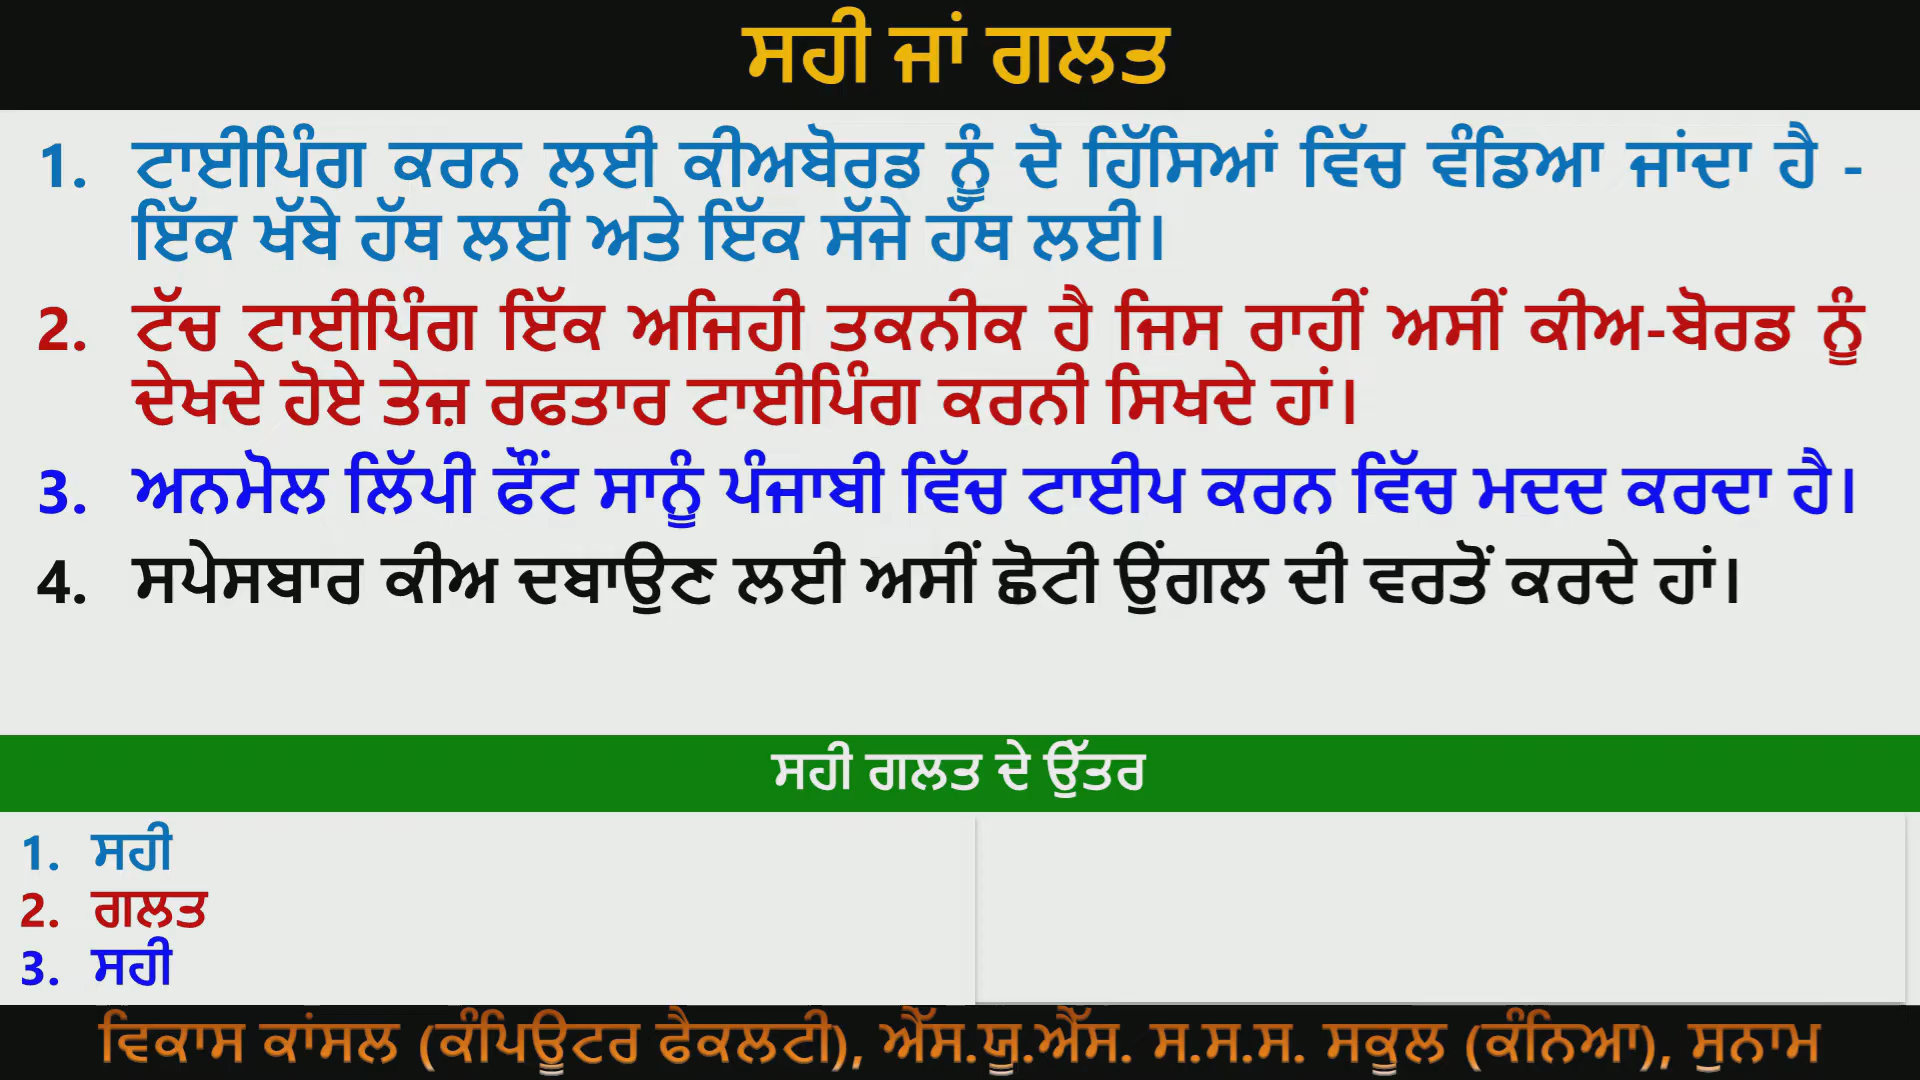 ਸਹੀ ਜਾਂ ਗਲਤ
1. ਟਾਈਪਿੰਗ ਕਰਨ ਲਈ ਕੀਅਬੋਰਡ ਨੂੰ ਦੋ ਹਿੱਸਿਆਂ ਵਿੱਚ ਵੰਡਿਆ ਜਾਂਦਾ ਹੈ -
ਇੱਕ ਖੱਬੇ ਹੱਥ ਲਈ ਅਤੇ ਇੱਕ ਸੱਜੇ ਹੱਥ ਲਈ।
2. ਟੱਚ ਟਾਈਪਿੰਗ ਇੱਕ ਅਜਿਹੀ ਤਕਨੀਕ ਹੈ ਜਿਸ ਰਾਹੀਂ ਅਸੀਂ ਕੀਅ-ਬੋਰਡ ਨੂੰ
ਦੇਖਦੇ ਹੋਏ ਤੇਜ਼ ਰਫਤਾਰ ਟਾਈਪਿੰਗ ਕਰਨੀ ਸਿਖਦੇ ਹਾਂ।
3. ਅਨਮੋਲ ਲਿੱਪੀ ਫੌਂਟ ਸਾਨੂੰ ਪੰਜਾਬੀ ਵਿੱਚ ਟਾਈਪ ਕਰਨ ਵਿੱਚ ਮਦਦ ਕਰਦਾ ਹੈ।
4. ਸਪੇਸਬਾਰ ਕੀਅ ਦਬਾਉਣ ਲਈ ਅਸੀਂ ਛੋਟੀ ਉਂਗਲ ਦੀ ਵਰਤੋਂ ਕਰਦੇ ਹਾਂ।
ਸਹੀ ਗਲਤ ਦੇ ਉੱਤਰ
1. ਸਹੀ
2. ਗਲਤ
3. ਸਹੀ
ਵਿਕਾਸ ਕਾਂਸਲ (ਕੰਪਿਊਟਰ ਫੈਕਲਟੀ), ਐੱਸ.ਯੂ.ਐੱਸ. ਸ.ਸ.ਸ. ਸਕੂਲ (ਕੰਨਿਆ), ਸੁਨਾਮ